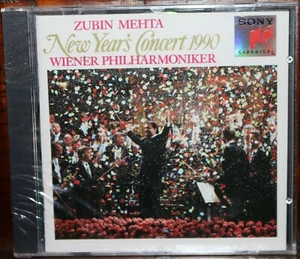 ZUBIN MEHTA
New Year's Concert 1990
WIENER PHILHARMONIKER
SONY
CLASSICAL